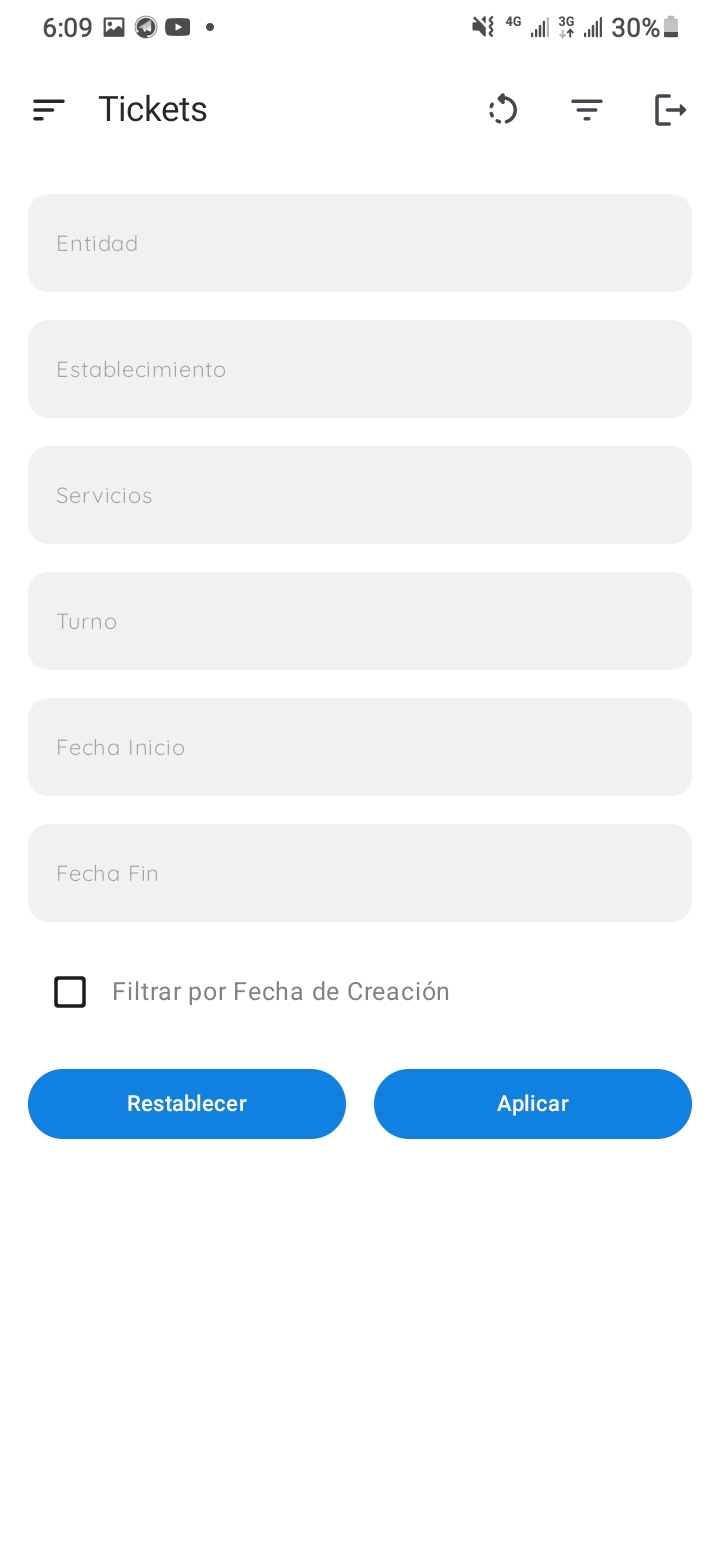 6:09 4G 3G 30%
Tickets
Entidad
Establecimiento
Servicios
Turno
Fecha Inicio
Fecha Fin
Filtrar por Fecha de Creación
Restablecer Aplicar